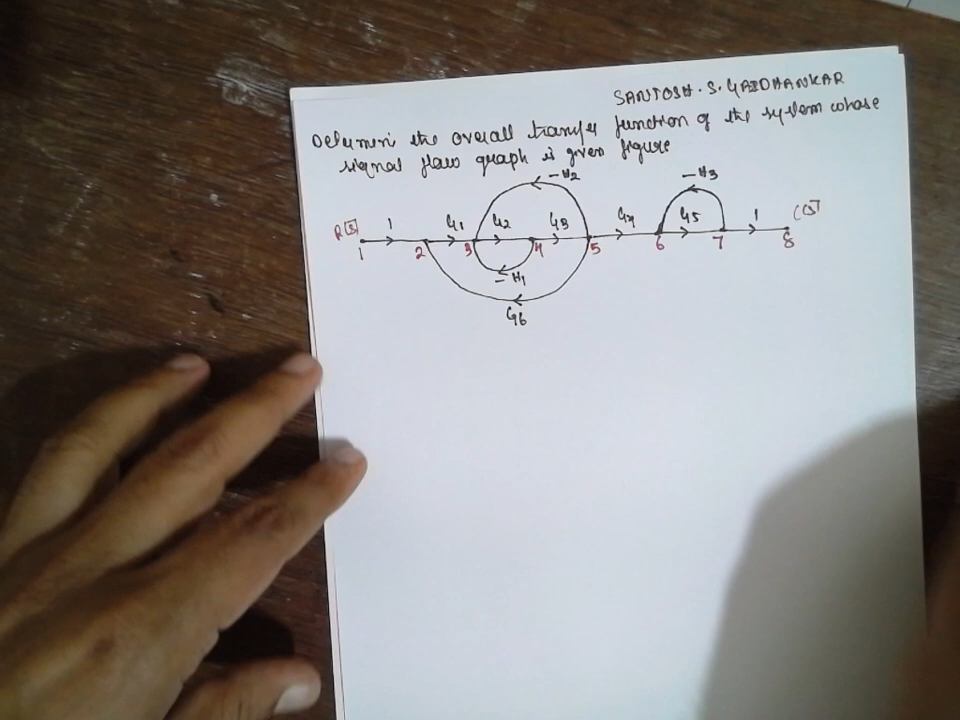 SANTOSH.S.GAIDHANKAR
Determin the overall transfer function of the system whose
signal flow graph is given figure
-H2 -H3
R(s) 1 G1 G2 G3 G4 G5 1 C(s)
1 2 3 4 5 6 7 8
-H1
G6